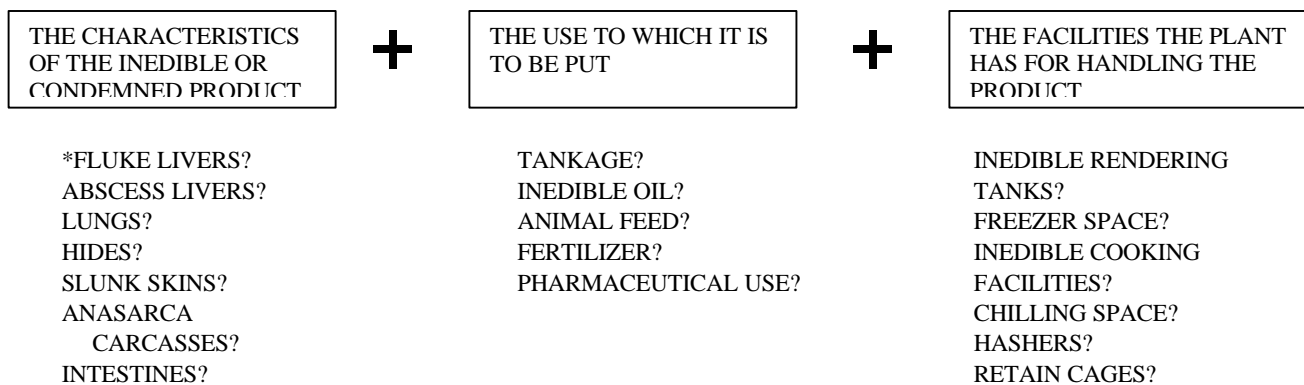 THE CHARACTERISTICS
OF THE INEDIBLE OR
CONDEMNED PRODUCT
+
THE USE TO WHICH IT IS
TO BE PUT
+
THE FACILITIES THE PLANT
HAS FOR HANDLING THE
PRODUCT
*FLUKE LIVERS?
ABSCESS LIVERS?
LUNGS?
HIDES?
SLUNK SKINS?
ANASARCA
CARCASSES?
INTESTINES?
TANKAGE?
INEDIBLE OIL?
ANIMAL FEED?
FERTILIZER?
PHARMACEUTICAL USE?
INEDIBLE RENDERING
TANKS?
FREEZER SPACE?
INEDIBLE COOKING
FACILITIES?
CHILLING SPACE?
HASHERS?
RETAIN CAGES?